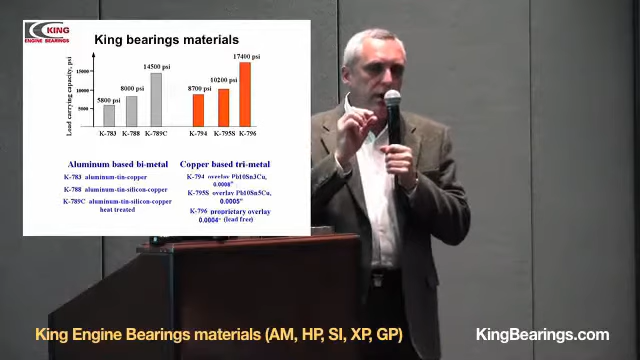 KING
ENGINE BEARINGS
King bearings materials
Load carrying capacity, psi
15000
10000
5000
5800 psi
8000 psi
14500 psi
8700 psi
10200 psi
17400 psi
K-783 K-788 K-789C K-794 K-795S K-796
Aluminum based bi-metal
K-783 aluminum-tin-copper
K-788 aluminum-tin-silicon-copper
K-789C aluminum-tin-silicon-copper
heat treated
Copper based tri-metal
K-794 overlay Pb10Sn3Cu,
0.0008"
K-795S overlay Pb10Sn5Cu,
0.0005"
K-796 proprietary overlay
0.0004" (lead free)
King Engine Bearings materials (AM, HP, SI, XP, GP)
KingBearings.com